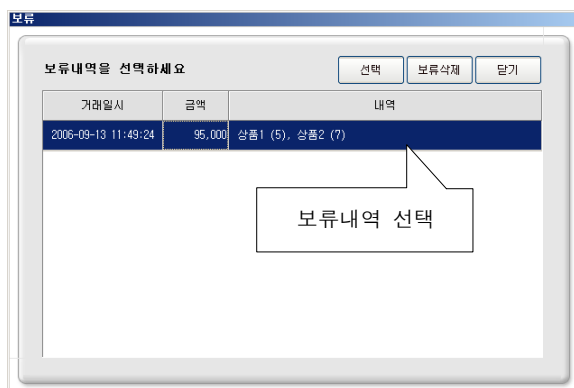 보류
보류내역을 선택하세요 선택 보류삭제 닫기
거래일시 금액 내역
2006-09-13 11:49:24 95,000 상품1 (5), 상품2 (7)
보류내역 선택